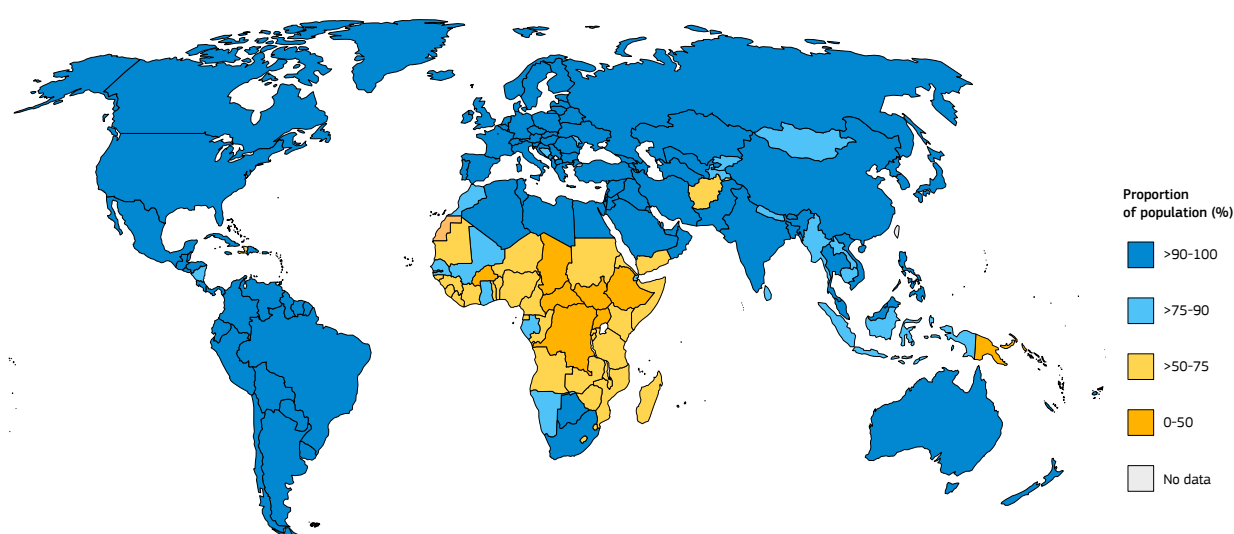 Proportion
of population (%)
>90-100
>75-90
>50-75
0-50
No data